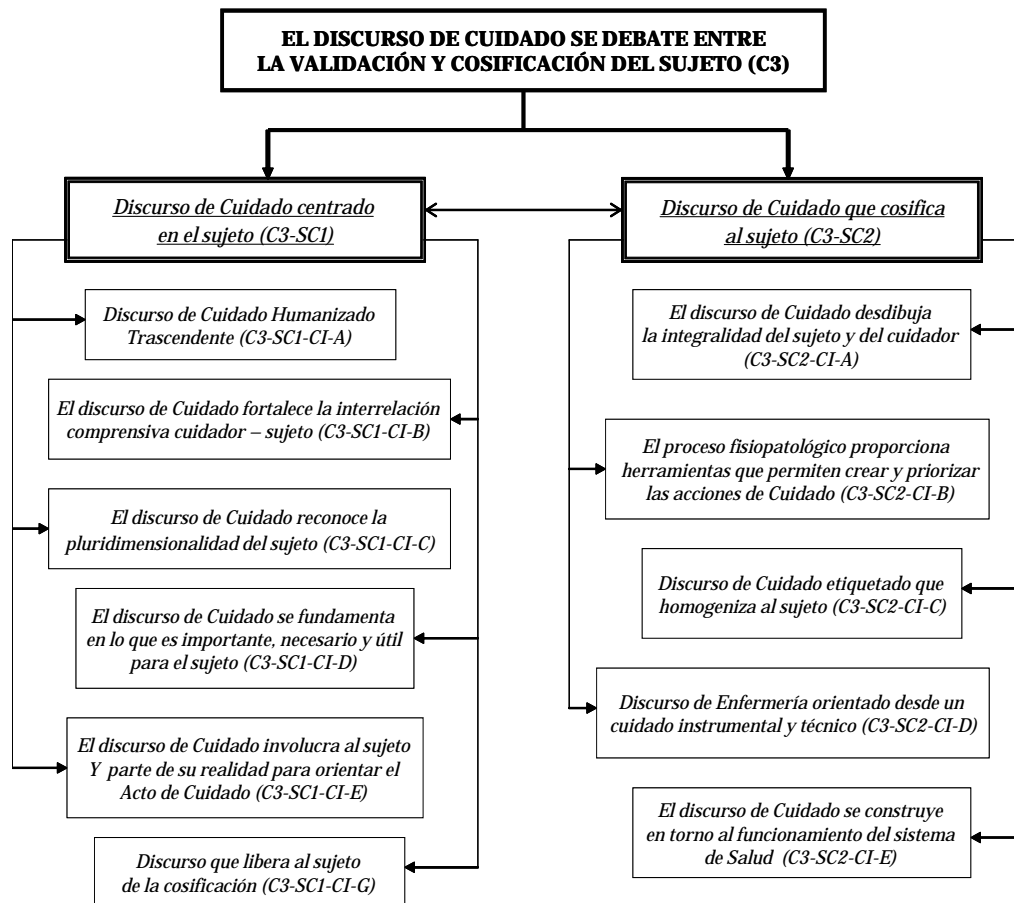 EL DISCURSO DE CUIDADO SE DEBATE ENTRE
LA VALIDACIÓN Y COSIFICACIÓN DEL SUJETO (C3)
Discurso de Cuidado centrado
en el sujeto (C3-SC1)
Discurso de Cuidado Humanizado
Trascendente (C3-SC1-CI-A)
El discurso de Cuidado fortalece la interrelación
comprensiva cuidador – sujeto (C3-SC1-CI-B)
El discurso de Cuidado reconoce la
pluridimensionalidad del sujeto (C3-SC1-CI-C)
El discurso de Cuidado se fundamenta
en lo que es importante, necesario y útil
para el sujeto (C3-SC1-CI-D)
El discurso de Cuidado involucra al sujeto
Y parte de su realidad para orientar el
Acto de Cuidado (C3-SC1-CI-E)
Discurso que libera al sujeto
de la cosificación (C3-SC1-CI-G)
Discurso de Cuidado que cosifica
al sujeto (C3-SC2)
El discurso de Cuidado desdibuja
la integralidad del sujeto y del cuidador
(C3-SC2-CI-A)
El proceso fisiopatológico proporciona
herramientas que permiten crear y priorizar
las acciones de Cuidado (C3-SC2-CI-B)
Discurso de Cuidado etiquetado que
homogeniza al sujeto (C3-SC2-CI-C)
Discurso de Enfermería orientado desde un
cuidado instrumental y técnico (C3-SC2-CI-D)
El discurso de Cuidado se construye
en torno al funcionamiento del sistema
de Salud (C3-SC2-CI-E)